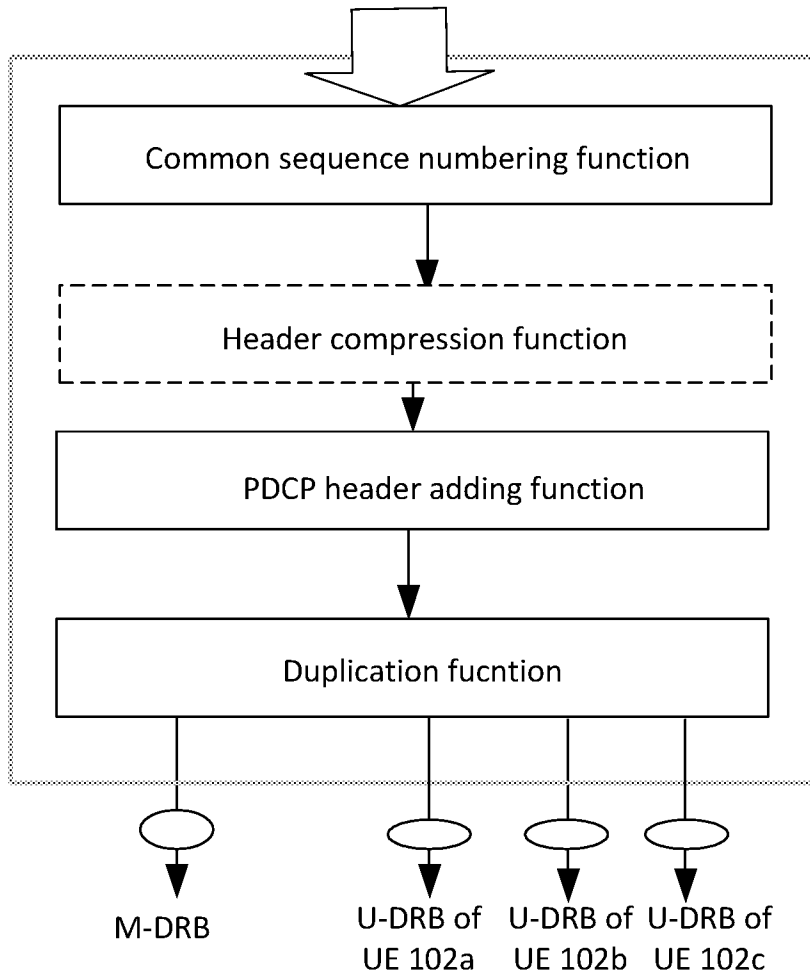 Common sequence numbering function
Header compression function
PDCP header adding function
Duplication fucntion
M-DRB
U-DRB of
UE 102a
U-DRB of
UE 102b
U-DRB of
UE 102c